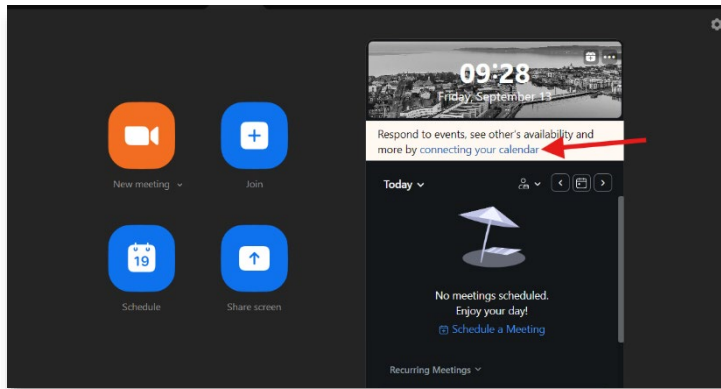 09:28
Friday, September 13
Respond to events, see other's availability and
more by connecting your calendar
New meeting
Join
Today
19
Schedule
Share screen
No meetings scheduled.
Enjoy your day!
Schedule a Meeting
Recurring Meetings